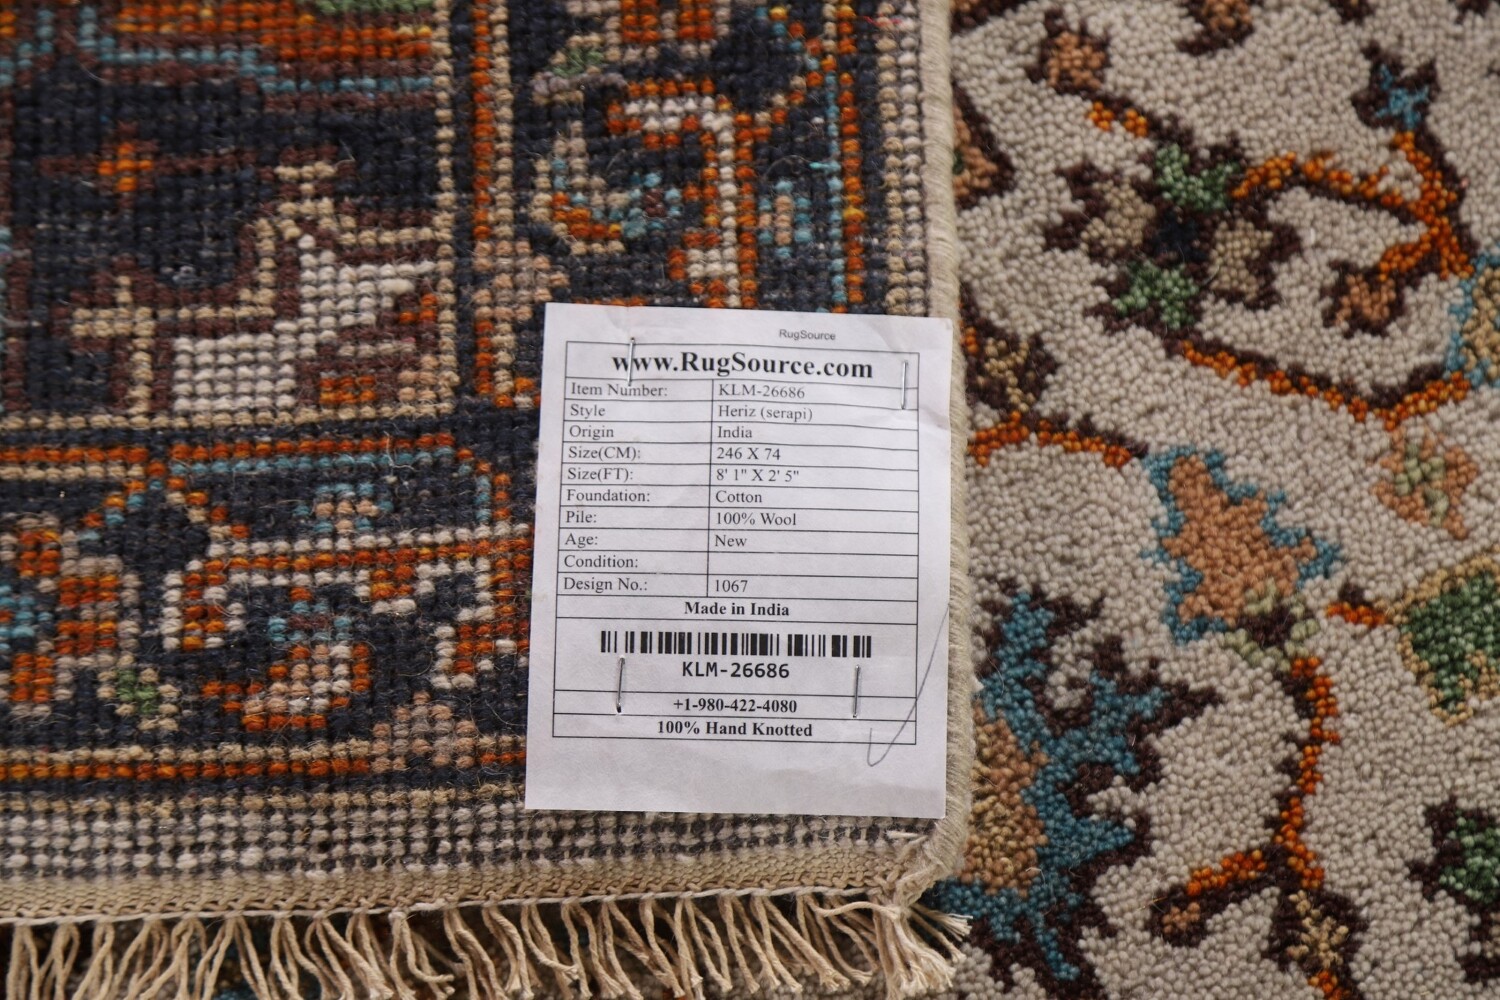 RugSource
www.RugSource.com
Item Number: KLM-26686
Style Heriz (serapi)
Origin India
Size(CM): 246 X 74
Size(FT): 8' 1" X 2' 5"
Foundation: Cotton
Pile: 100% Wool
Age: New
Condition:
Design No.: 1067
Made in India
KLM-26686
+1-980-422-4080
100% Hand Knotted